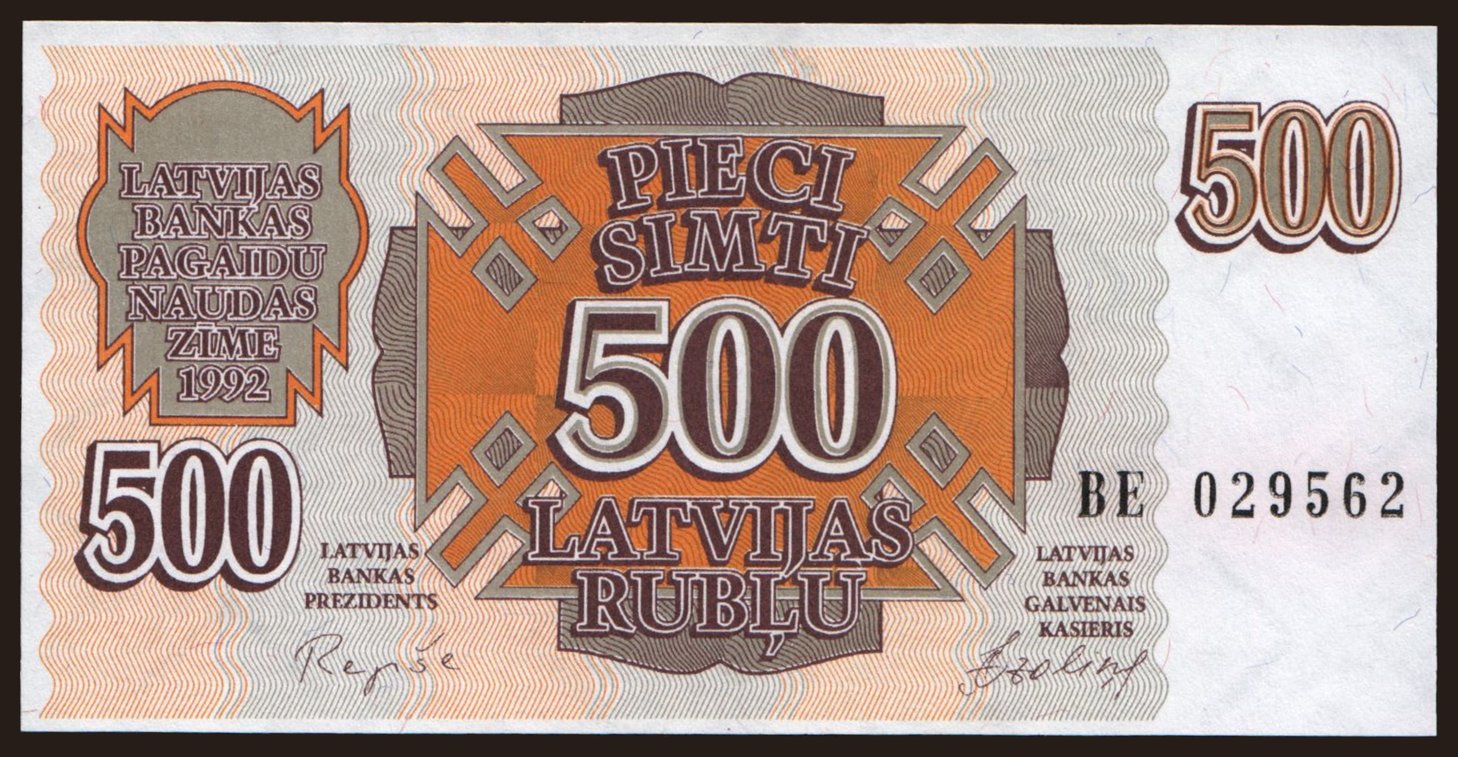 LATVIJAS
BANKAS
PAGAIDU
NAUDAS
ZĪME
1992
500
PIECI
SIMTI
500
LATVIJAS
RUBĻU
500
BE 029562
LATVIJAS
BANKAS
PREZIDENTS
Repše
LATVIJAS
BANKAS
GALVENAIS
KASIERIS